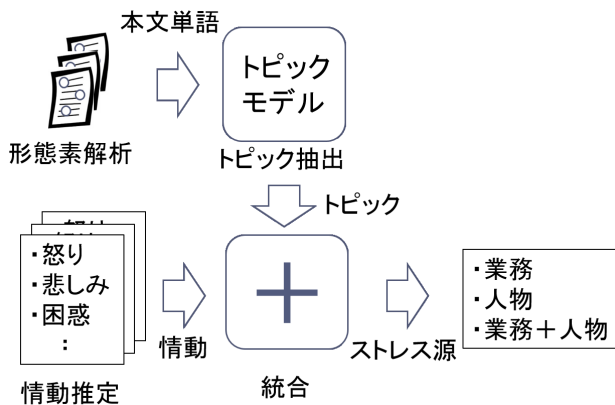 本文単語
トピック
モデル
形態素解析
トピック抽出
トピック
・怒り
・悲しみ
・困惑
：
情動
ストレス源
・業務
・人物
・業務＋人物
情動推定
統合